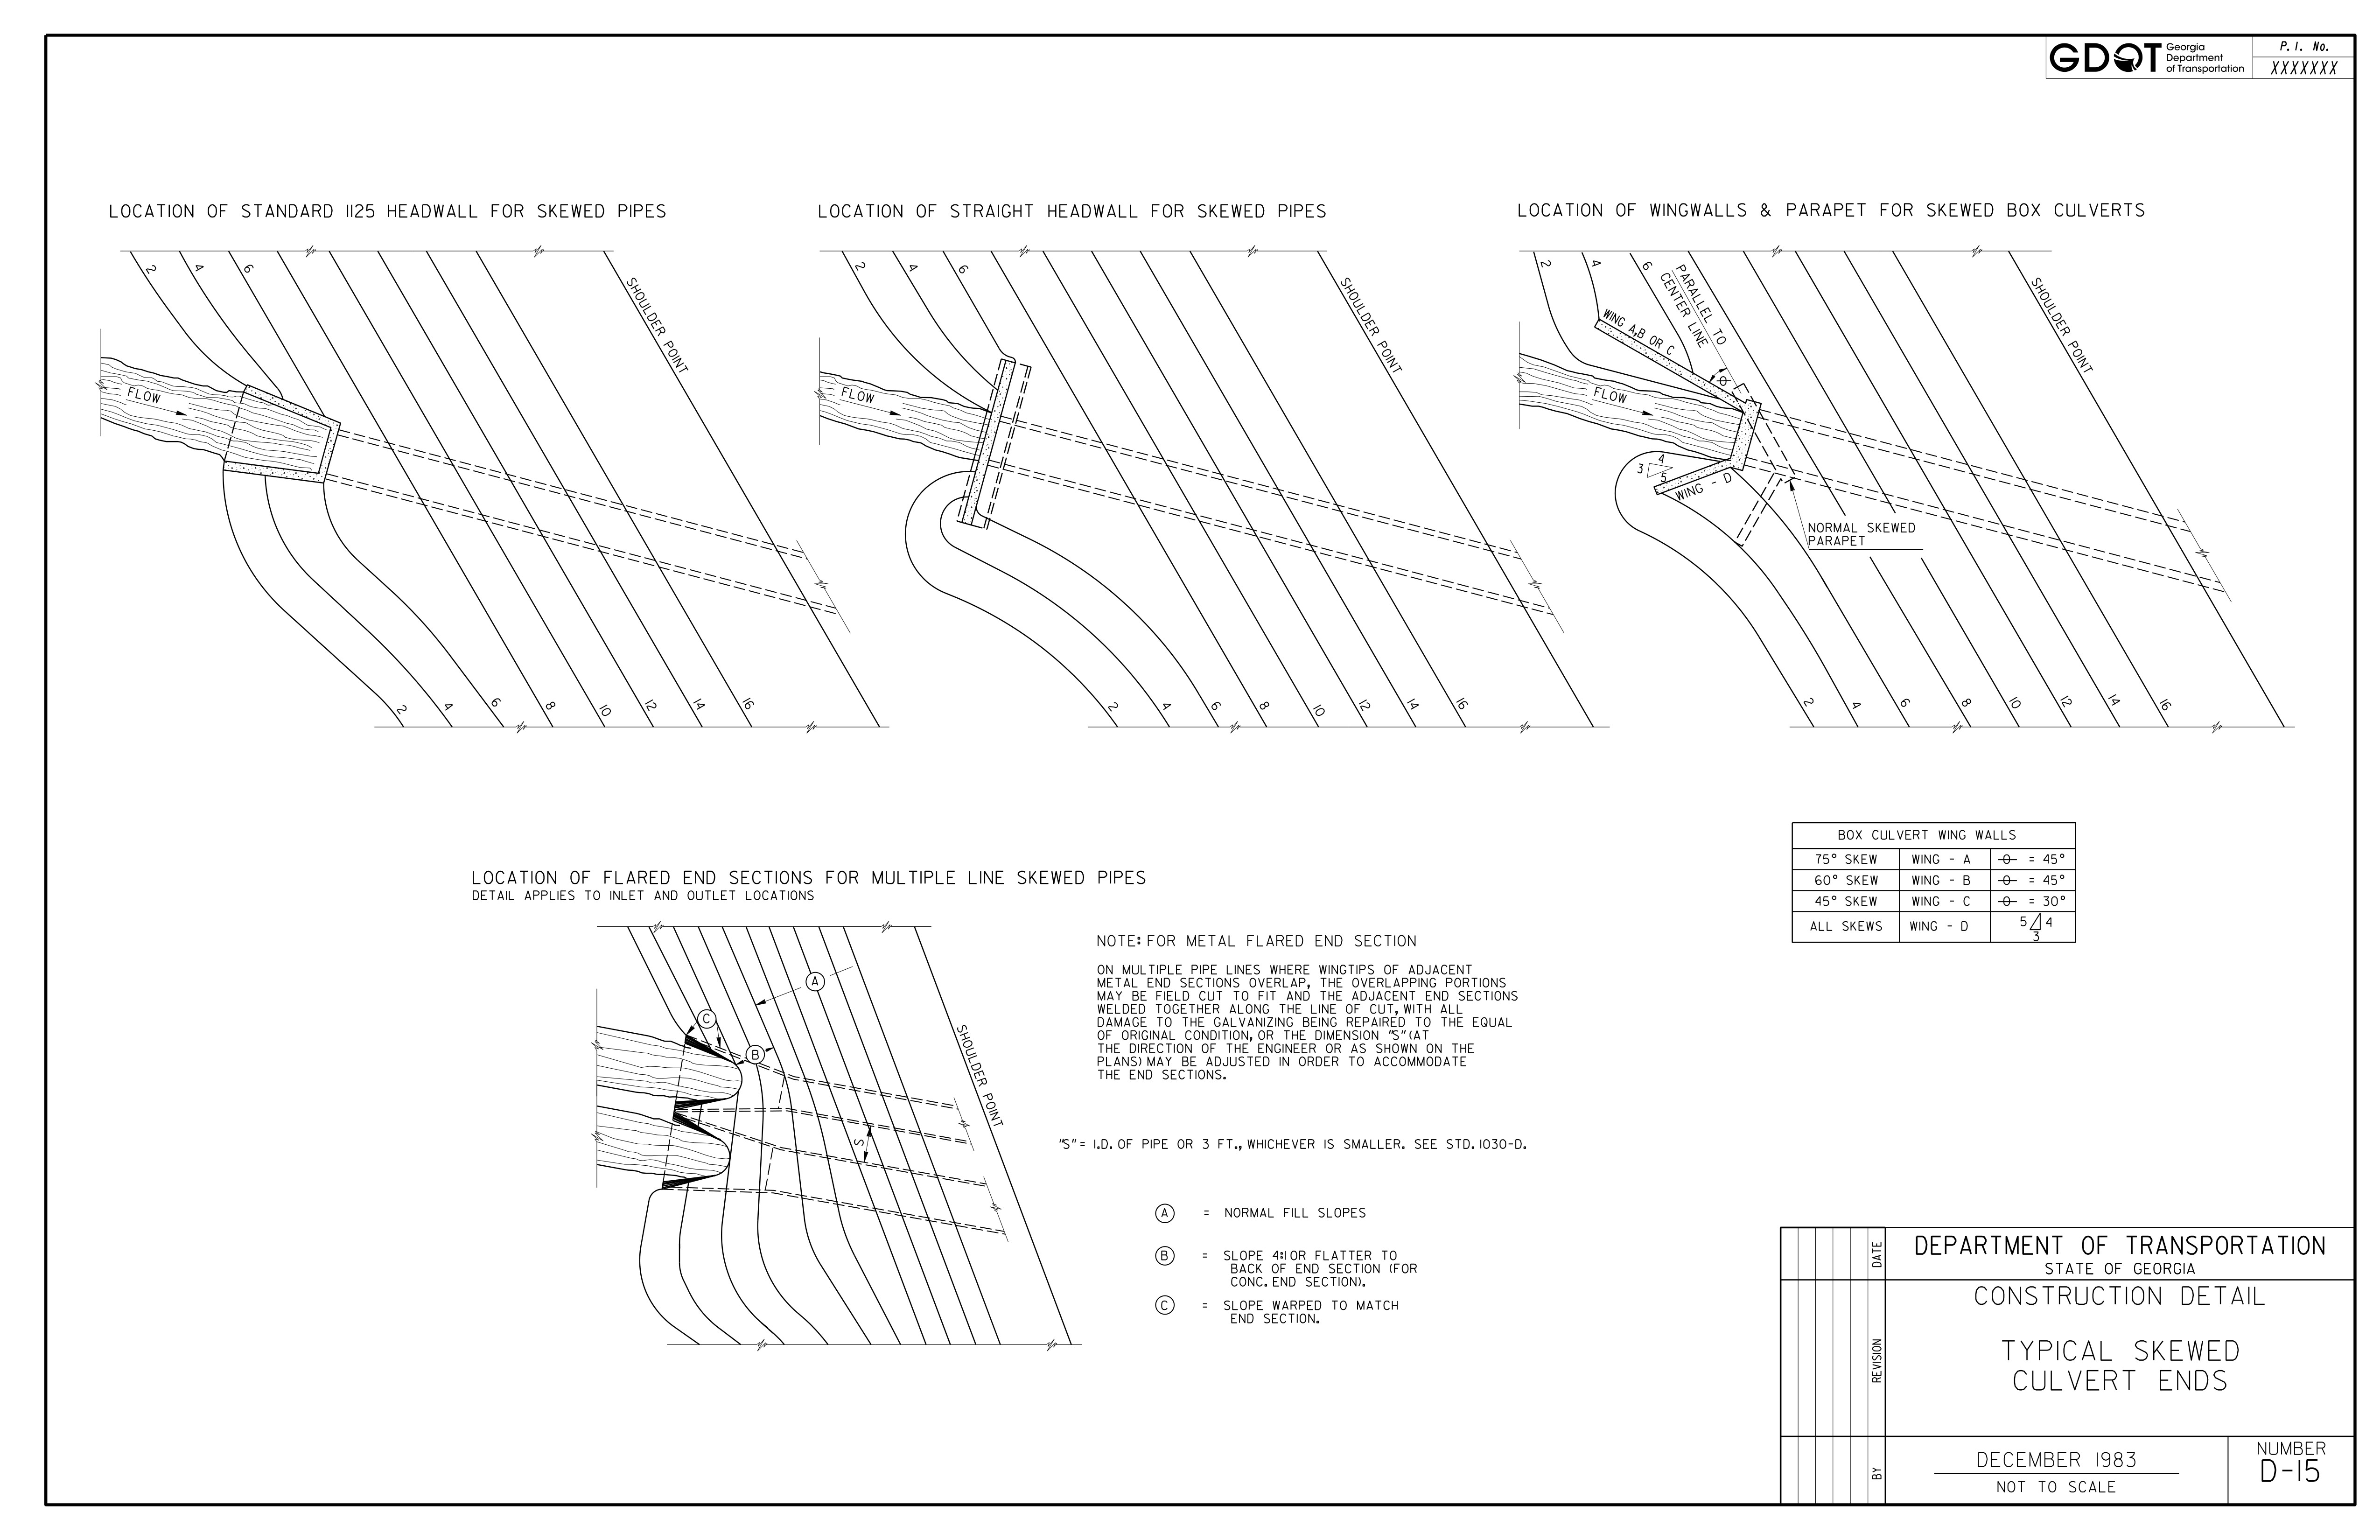 GDOT
Georgia
Department
of Transportation
P. I. No.
XXXXXXX
LOCATION OF STANDARD 1125 HEADWALL FOR SKEWED PIPES
2
4
6
SHOULDER POINT
FLOW
2
4
6
8
10
12
14
16
LOCATION OF STRAIGHT HEADWALL FOR SKEWED PIPES
2
4
6
SHOULDER POINT
FLOW
2
4
6
8
10
12
14
16
LOCATION OF WINGWALLS & PARAPET FOR SKEWED BOX CULVERTS
2
4
6
PARALLEL TO
CENTER LINE
SHOULDER POINT
WING A,B OR C
Ɵ
FLOW
3
4
5
WING - D
NORMAL SKEWED
PARAPET
2
4
6
8
10
12
14
16
BOX CULVERT WING WALLS
75° SKEW WING - A Ɵ = 45°
60° SKEW WING - B Ɵ = 45°
45° SKEW WING - C Ɵ = 30°
ALL SKEWS WING - D 5 4
3
LOCATION OF FLARED END SECTIONS FOR MULTIPLE LINE SKEWED PIPES
DETAIL APPLIES TO INLET AND OUTLET LOCATIONS
A
C
B
S
SHOULDER POINT
NOTE: FOR METAL FLARED END SECTION
ON MULTIPLE PIPE LINES WHERE WINGTIPS OF ADJACENT
METAL END SECTIONS OVERLAP, THE OVERLAPPING PORTIONS
MAY BE FIELD CUT TO FIT AND THE ADJACENT END SECTIONS
WELDED TOGETHER ALONG THE LINE OF CUT, WITH ALL
DAMAGE TO THE GALVANIZING BEING REPAIRED TO THE EQUAL
OF ORIGINAL CONDITION, OR THE DIMENSION "S" (AT
THE DIRECTION OF THE ENGINEER OR AS SHOWN ON THE
PLANS) MAY BE ADJUSTED IN ORDER TO ACCOMMODATE
THE END SECTIONS.
"S" = I.D. OF PIPE OR 3 FT., WHICHEVER IS SMALLER. SEE STD. 1030-D.
A = NORMAL FILL SLOPES
B = SLOPE 4:1 OR FLATTER TO
BACK OF END SECTION (FOR
CONC. END SECTION).
C = SLOPE WARPED TO MATCH
END SECTION.
DATE
REVISION
BY
DEPARTMENT OF TRANSPORTATION
STATE OF GEORGIA
CONSTRUCTION DETAIL
TYPICAL SKEWED
CULVERT ENDS
DECEMBER 1983
NOT TO SCALE
NUMBER
D-15